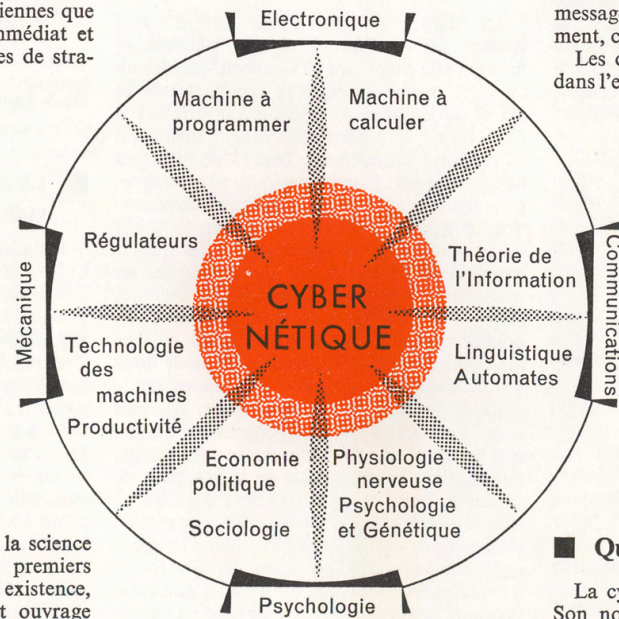 iennes que
nmédiat et
es de stra-
messag
ment, c
Les c
dans l'e
Electronique
Machine à
programmer
Machine à
calculer
Régulateurs
Théorie de
l'Information
Mécanique
Communications
CYBER
NÉTIQUE
Technologie
des
machines
Productivité
Linguistique
Automates
Economie
politique
Sociologie
Physiologie
nerveuse
Psychologie
et Génétique
Psychologie
la science
premiers
existence,
t ouvrage
■ Qu
La cy
Son no